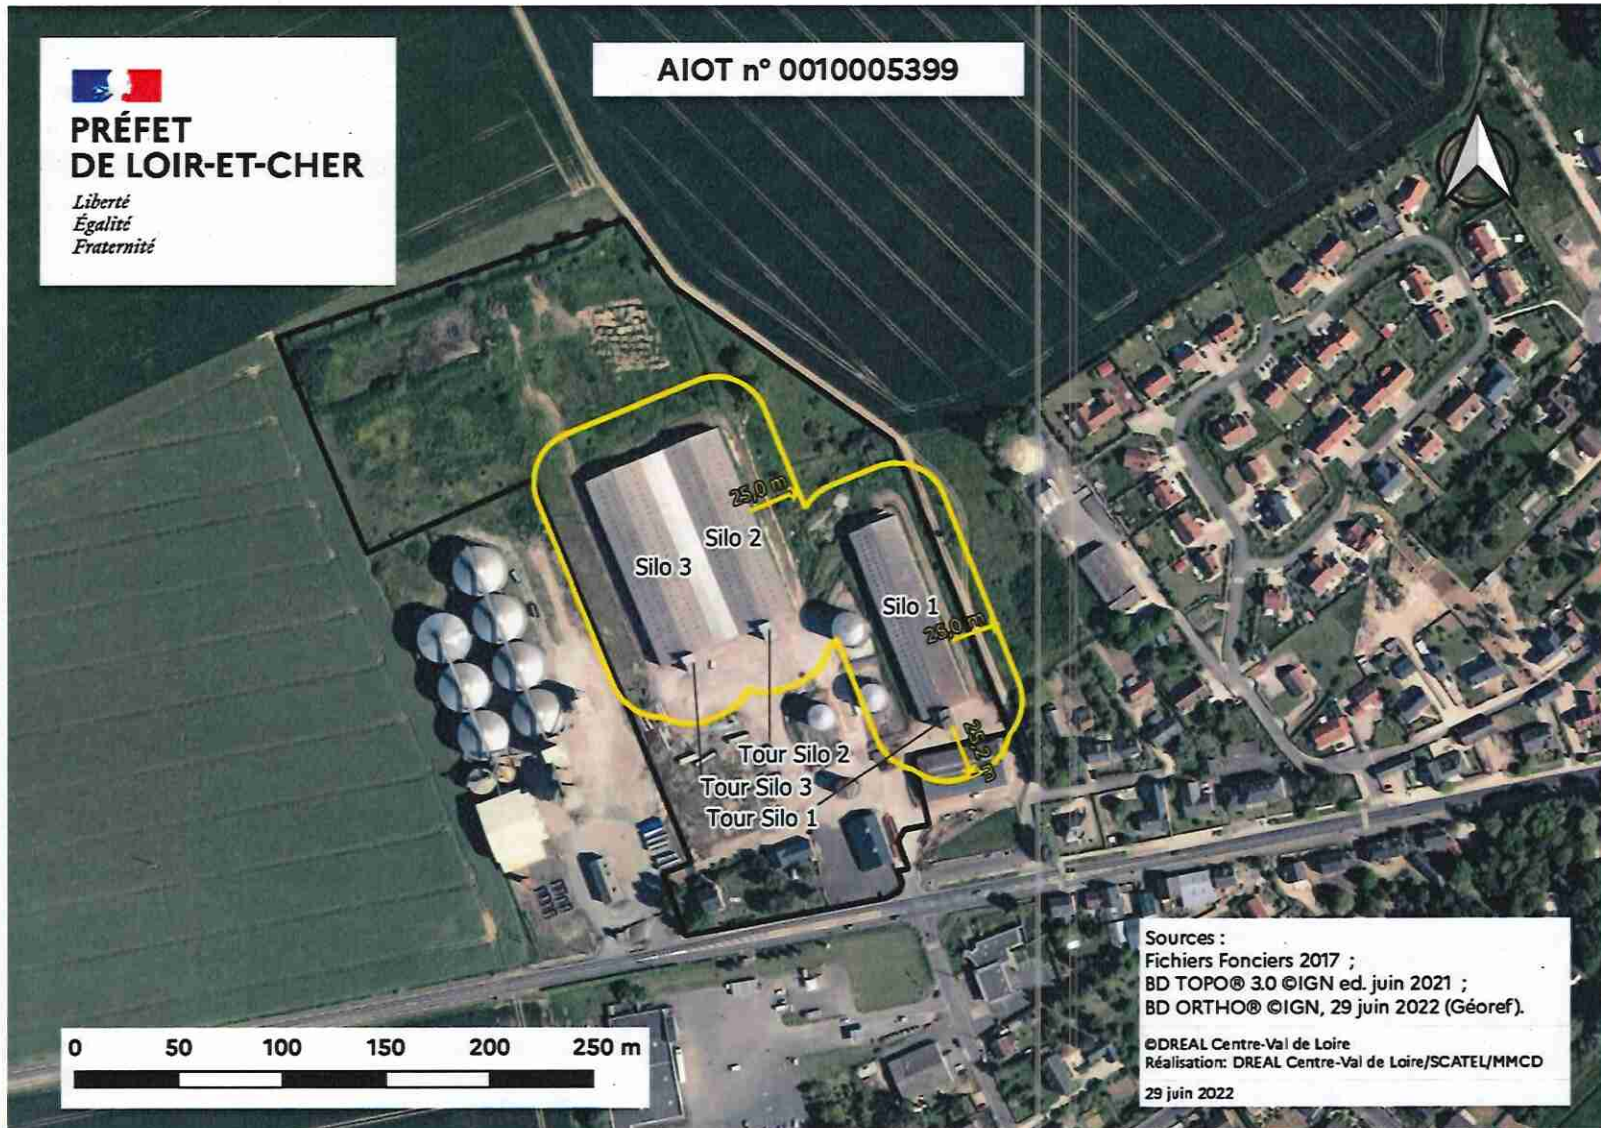 AIOT n° 0010005399
PRÉFET
DE LOIR-ET-CHER
Liberté
Égalité
Fraternité
25,0 m
Silo 2
Silo 3
Silo 1
25,0 m
25,2 m
Tour Silo 2
Tour Silo 3
Tour Silo 1
Sources :
Fichiers Fonciers 2017 ;
BD TOPO® 3.0 ©IGN ed. juin 2021 ;
BD ORTHO® ©IGN, 29 juin 2022 (Géoref).
©DREAL Centre-Val de Loire
Réalisation: DREAL Centre-Val de Loire/SCATEL/MMCD
29 juin 2022
0 50 100 150 200 250 m